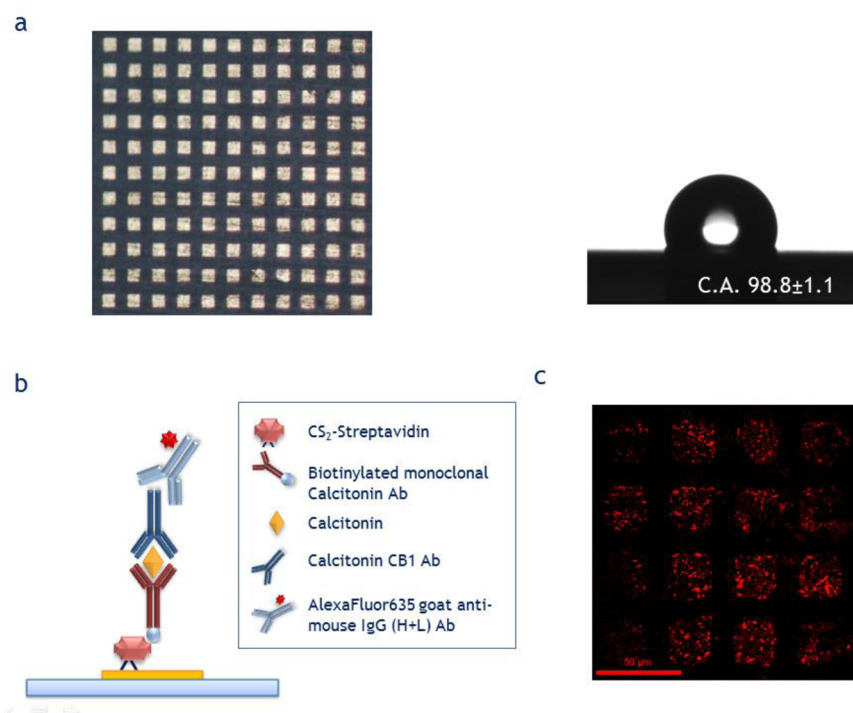 a
C.A. 98.8±1.1
b
CS₂-Streptavidin
Biotinylated monoclonal
Calcitonin Ab
Calcitonin
Calcitonin CB1 Ab
AlexaFluor635 goat anti-
mouse IgG (H+L) Ab
c
50 µm